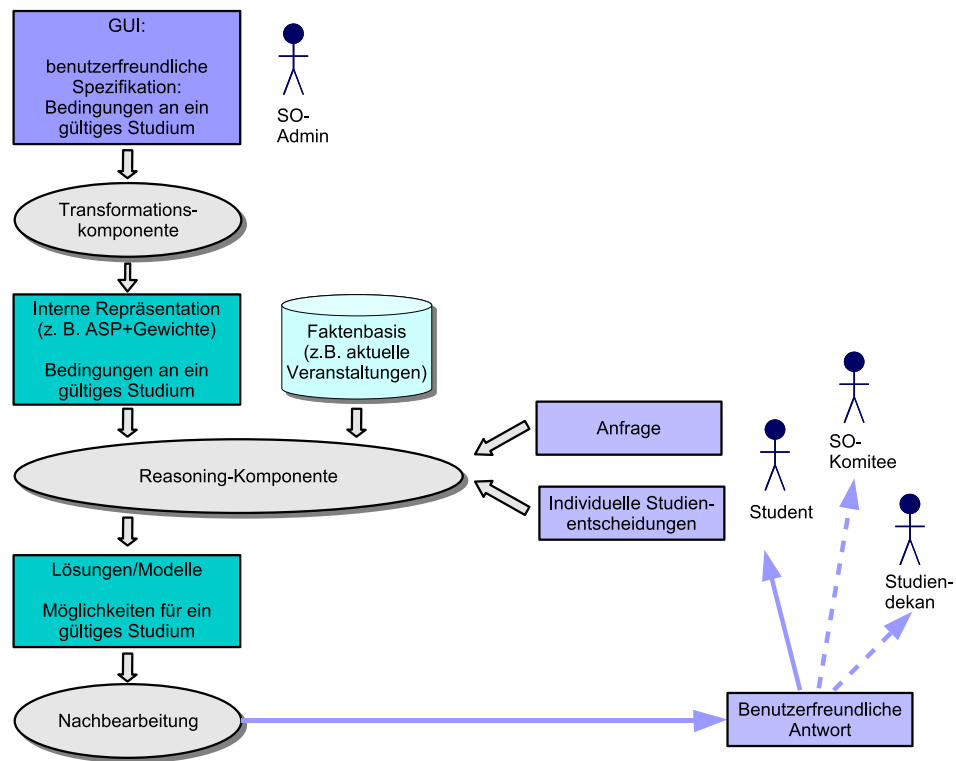 GUI:
benutzerfreundliche
Spezifikation:
Bedingungen an ein
gültiges Studium
SO-
Admin
Transformations-
komponente
Interne Repräsentation
(z. B. ASP+Gewichte)
Bedingungen an ein
gültiges Studium
Faktenbasis
(z.B. aktuelle
Veranstaltungen)
Anfrage
Reasoning-Komponente
Individuelle Studien-
entscheidungen
Student
SO-
Komitee
Studien-
dekan
Lösungen/Modelle
Möglichkeiten für ein
gültiges Studium
Nachbearbeitung
Benutzerfreundliche
Antwort